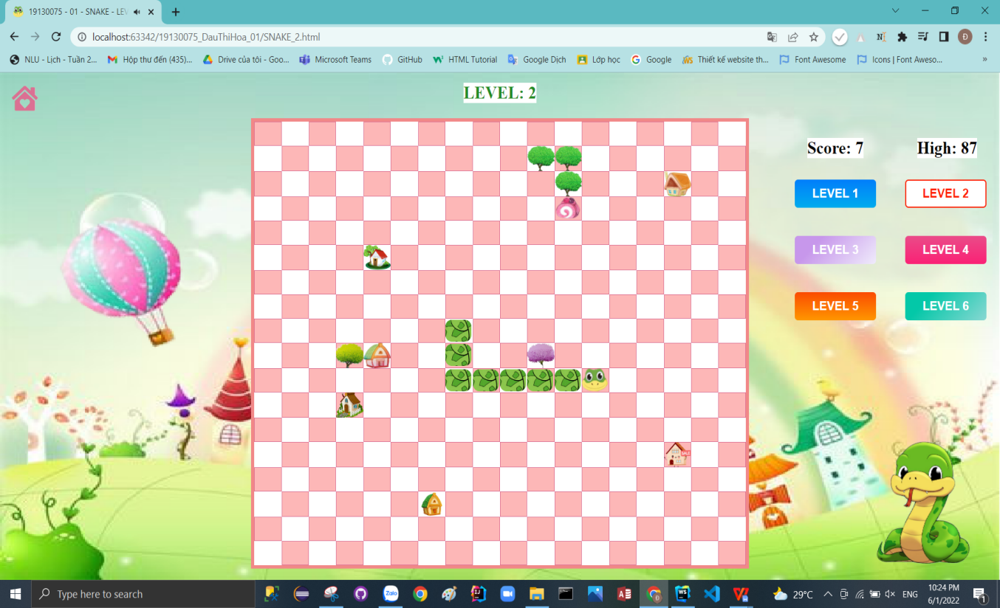 19130075 - 01 - SNAKE - LEV
localhost:63342/19130075_DauThiHoa_01/SNAKE_2.html
Đ
NLU - Lịch - Tuần 2...
Hộp thư đến (435)...
Drive của tôi - Goo...
Microsoft Teams
GitHub
HTML Tutorial
Google Dịch
Lớp học
Google
Thiết kế website th...
Font Awesome
Icons | Font Aweso...
»
LEVEL: 2
Score: 7
High: 87
LEVEL 1
LEVEL 2
LEVEL 3
LEVEL 4
LEVEL 5
LEVEL 6
Type here to search
Zalo
29°C
ENG
10:24 PM
6/1/2022
1